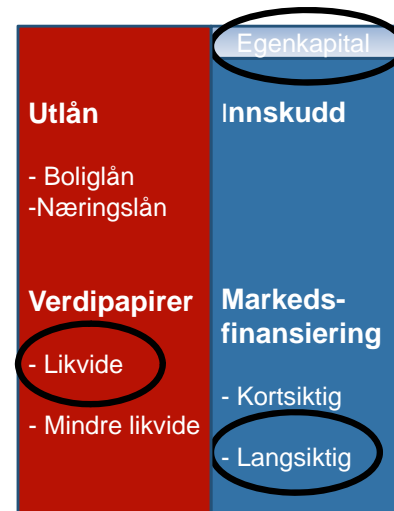 Egenkapital
Utlån
- Boliglån
-Næringslån
Verdipapirer
- Likvide
- Mindre likvide
Innskudd
Markeds-
finansiering
- Kortsiktig
- Langsiktig